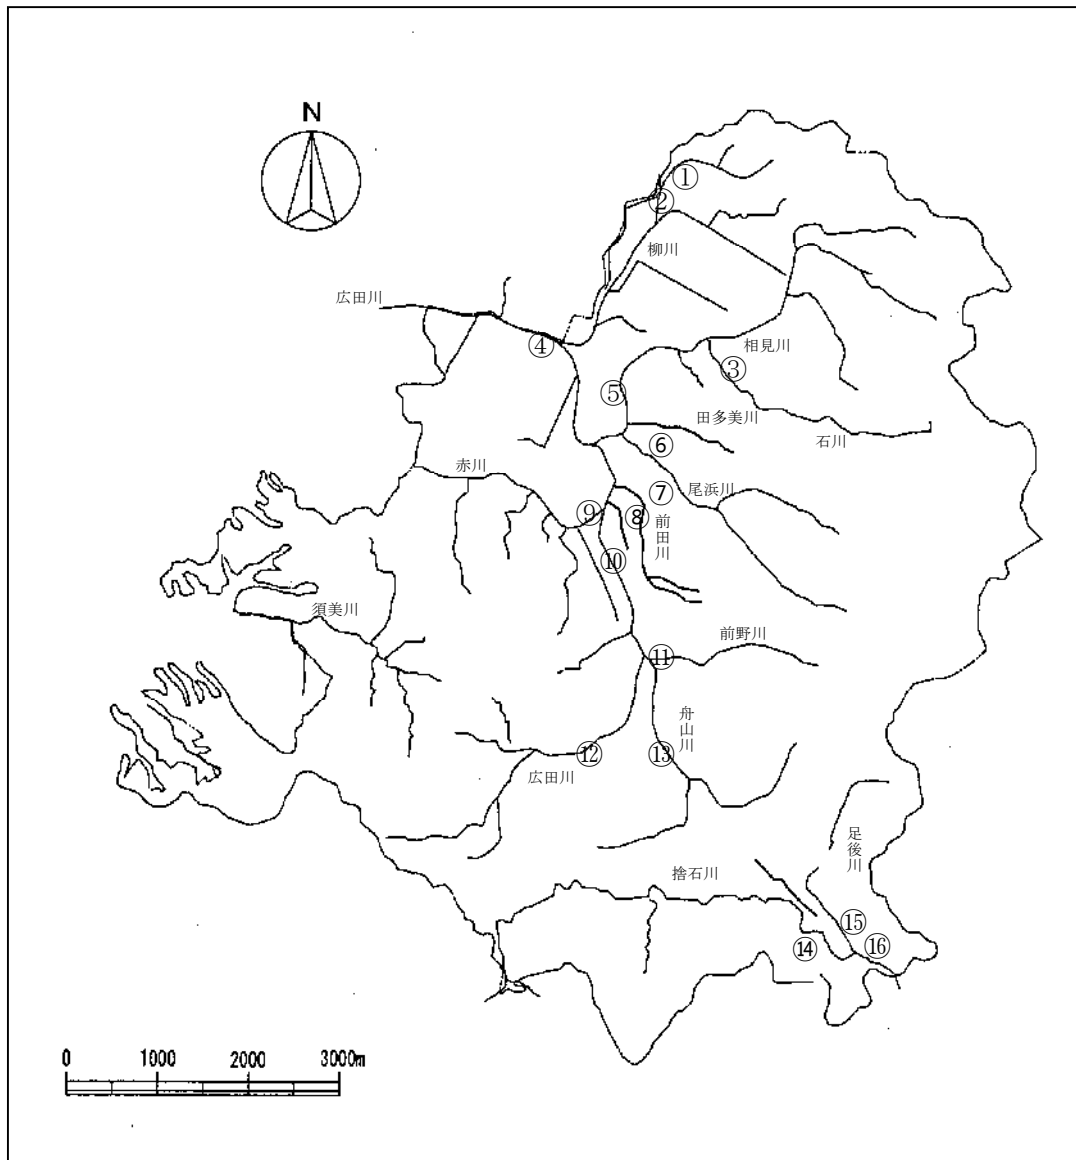 N
①
②
柳川
広田川
④
相見川
③
⑤
田多美川
石川
⑥
赤川
尾浜川
⑦
⑨
⑧
前田川
⑩
須美川
前野川
⑪
舟山川
⑫
⑬
広田川
足後川
捨石川
⑮
⑭
⑯
0 1000 2000 3000m